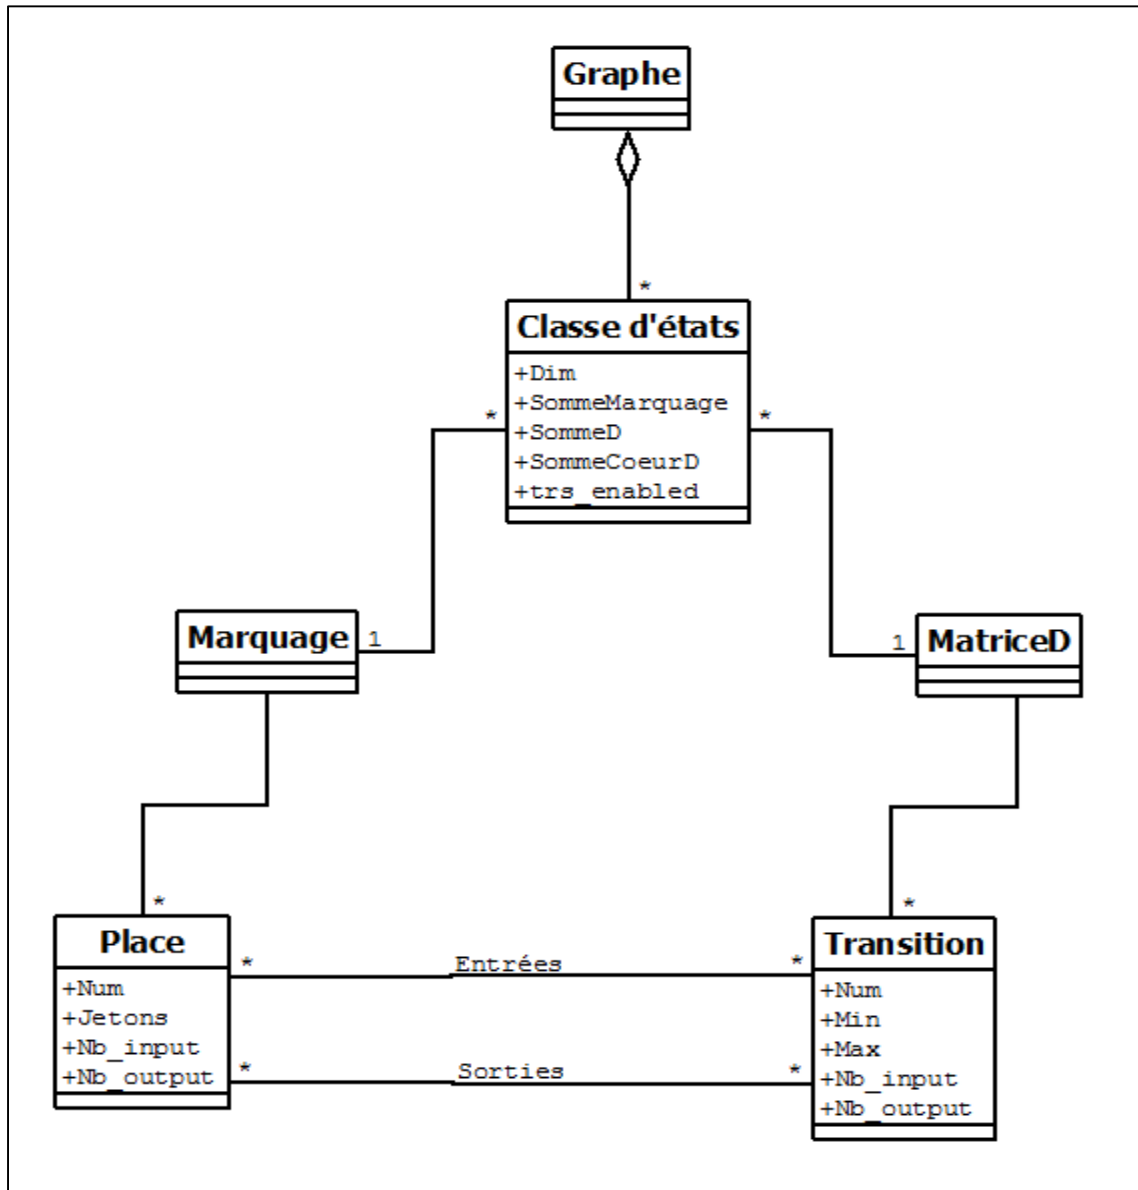 Graphe
*
Classe d'états
+Dim
+SommeMarquage
+SommeD
+SommeCoeurD
+trs_enabled
*
*
Marquage
1
1
MatriceD
*
*
Place
+Num
+Jetons
+Nb_input
+Nb_output
* Entrées *
* Sorties *
Transition
+Num
+Min
+Max
+Nb_input
+Nb_output